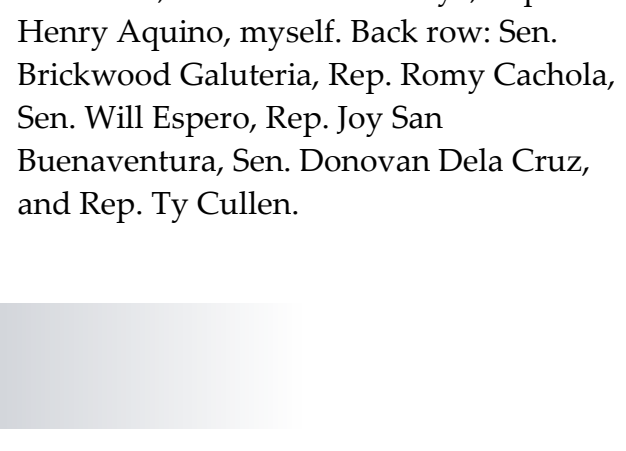 Henry Aquino, myself. Back row: Sen.
Brickwood Galuteria, Rep. Romy Cachola,
Sen. Will Espero, Rep. Joy San
Buenaventura, Sen. Donovan Dela Cruz,
and Rep. Ty Cullen.